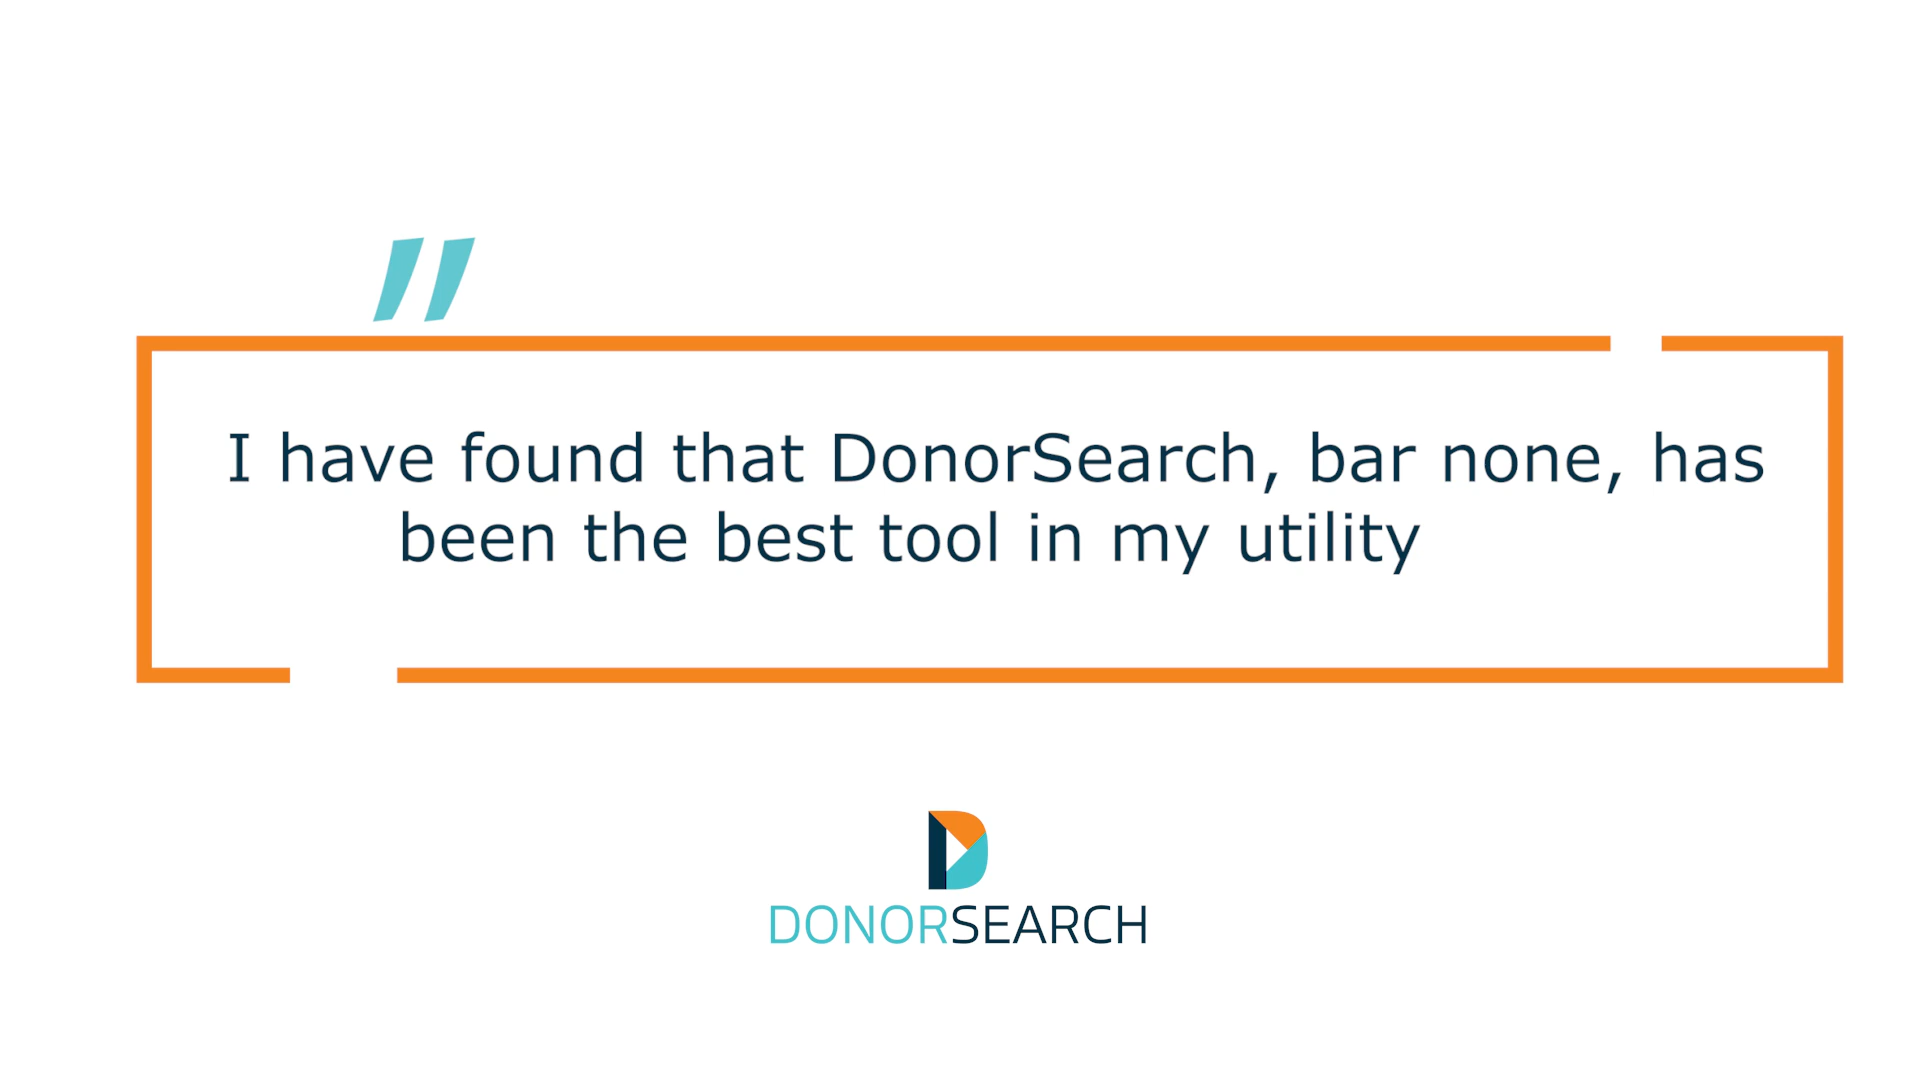 "
I have found that DonorSearch, bar none, has
been the best tool in my utility
DONORSEARCH